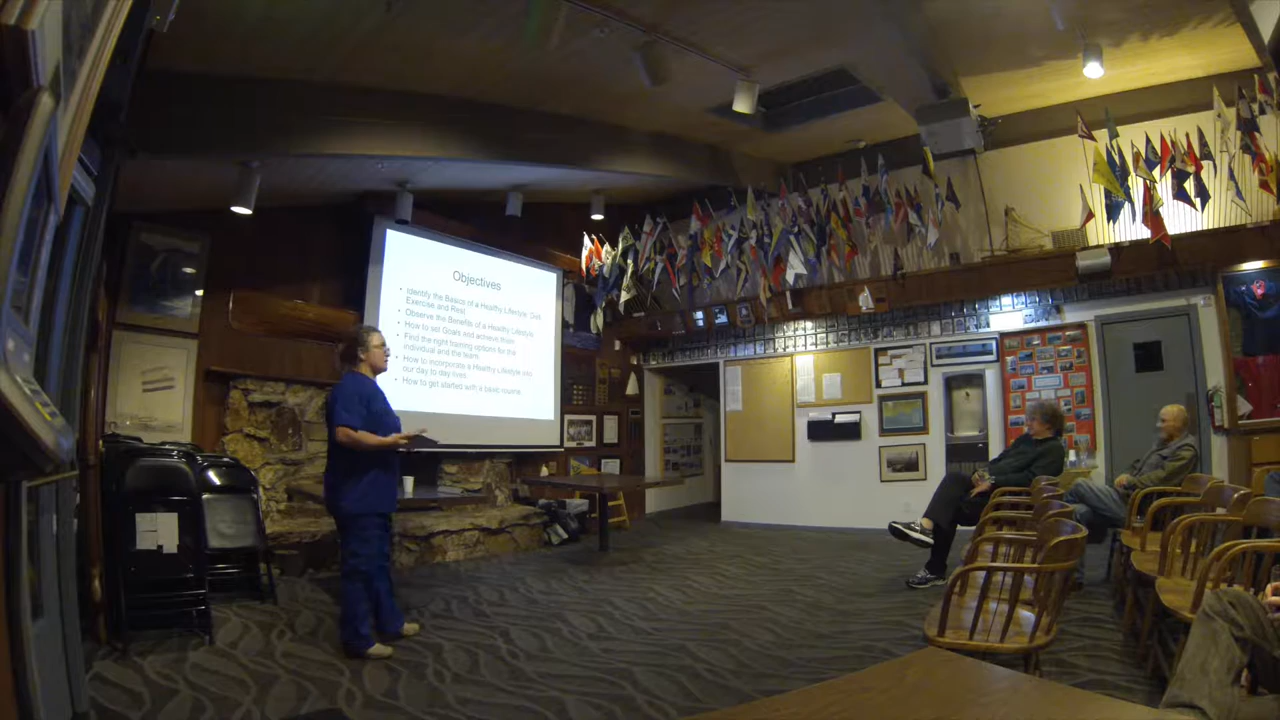 Objectives
• Identify the Basics of a Healthy Lifestyle: Diet,
Exercise and Rest
• Observe the Benefits of a Healthy Lifestyle.
• How to set Goals and achieve them.
• Find the right training options for the
individual and the team.
• How to incorporate a Healthy Lifestyle into
our day to day lives.
• How to get started with a basic routine.